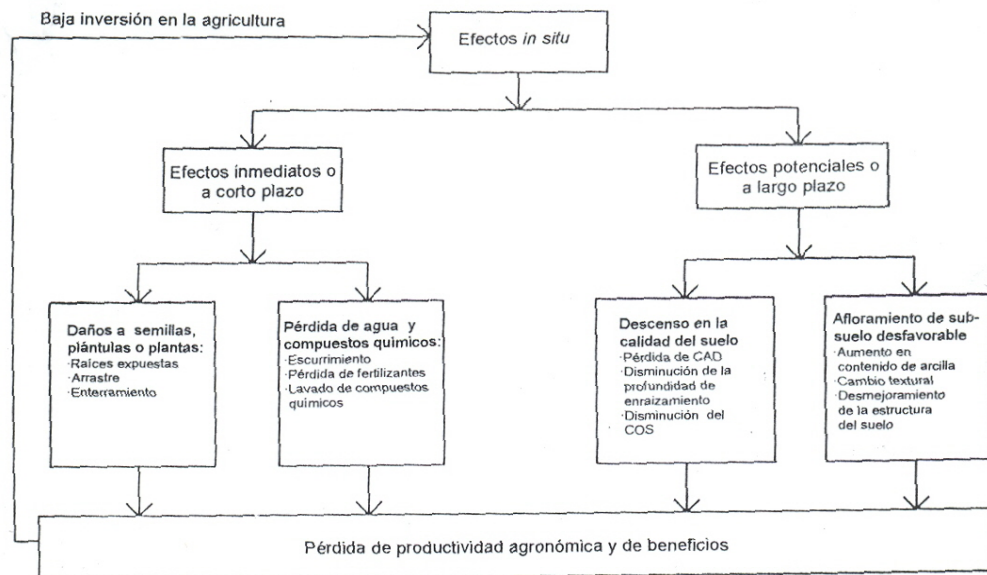 Baja inversión en la agricultura
Efectos in situ
Efectos inmediatos o
a corto plazo
Efectos potenciales o
a largo plazo
Daños a semillas,
plántulas o plantas:
·Raíces expuestas
·Arrastre
·Enterramiento
Pérdida de agua y
compuestos quimicos:
·Escurrimiento
·Pérdida de fertilizantes
·Lavado de compuestos
químicos
Descenso en la
calidad del suelo
·Pérdida de CAD
·Disminución de la
profundidad de
enraizamiento
·Disminución del
COS
Afloramiento de sub-
suelo desfavorable
·Aumento en
contenido de arcilla
·Cambio textural
·Desmejoramiento
de la estructura
del suelo
Pérdida de productividad agronómica y de beneficios